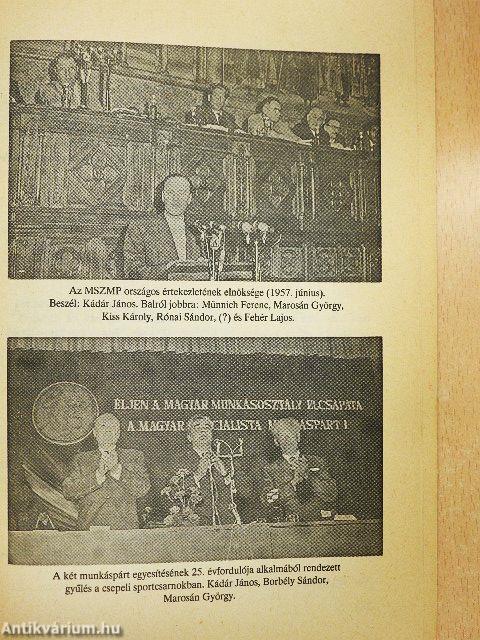 Az MSZMP országos értekezletének elnöksége (1957. június).
Beszél: Kádár János. Balról jobbra: Münnich Ferenc, Marosán György,
Kiss Károly, Rónai Sándor, (?) és Fehér Lajos.
ÉLJEN A MAGYAR MUNKÁSOSZTÁLY ÉLCSAPATA
A MAGYAR
A két munkáspárt egyesítésének 25. évfordulója alkalmából rendezett
gyűlés a csepeli sportcsarnokban. Kádár János, Borbély Sándor,
Marosán György.
Antikvárium.hu